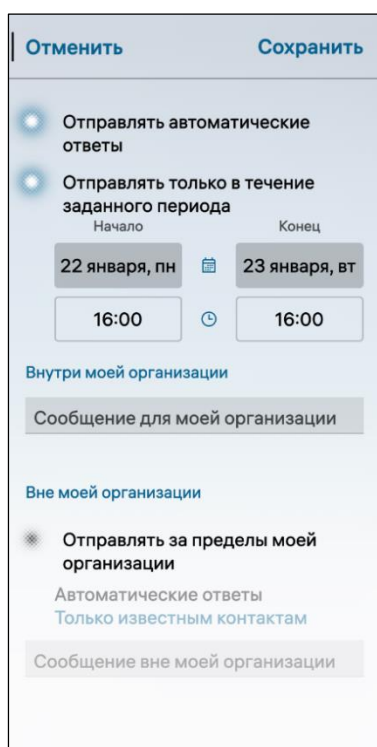 Отменить Сохранить
Отправлять автоматические
ответы
Отправлять только в течение
заданного периода
Начало Конец
22 января, пн 23 января, вт
16:00 16:00
Внутри моей организации
Сообщение для моей организации
Вне моей организации
Отправлять за пределы моей
организации
Автоматические ответы
Только известным контактам
Сообщение вне моей организации